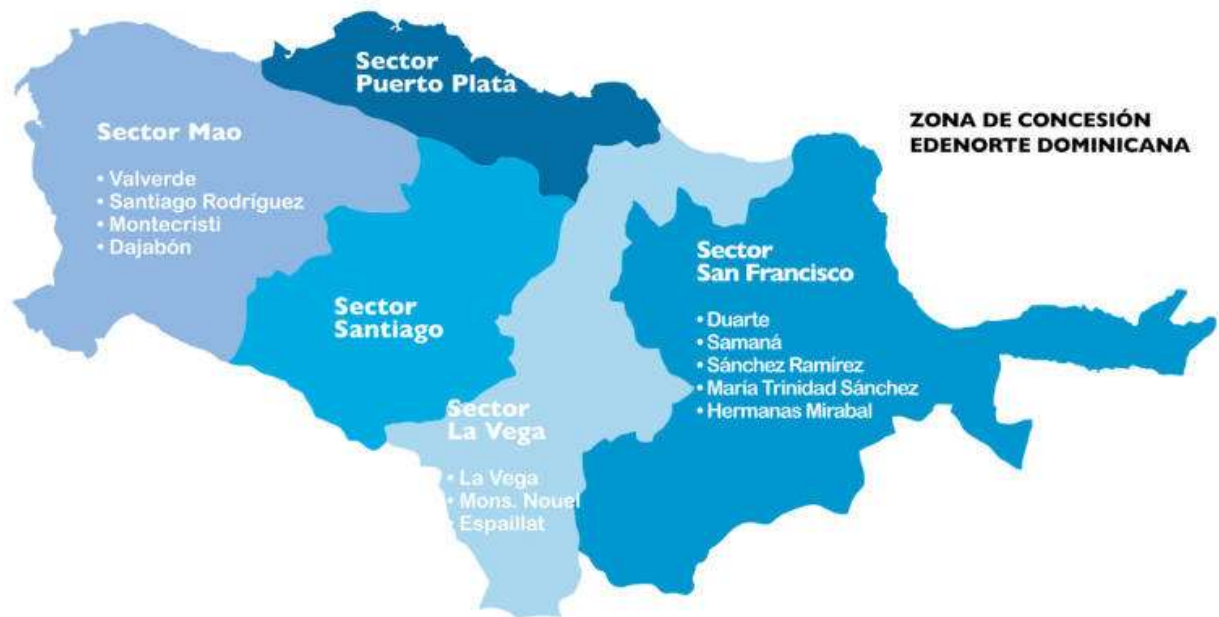 Sector
Puerto Plata
ZONA DE CONCESIÓN
EDENORTE DOMINICANA
Sector Mao
• Valverde
• Santiago Rodríguez
• Montecristi
• Dajabón
Sector
Santiago
Sector
San Francisco
• Duarte
• Samaná
• Sánchez Ramírez
• María Trinidad Sánchez
• Hermanas Mirabal
Sector
La Vega
• La Vega
• Mons. Nouel
• Espaillat